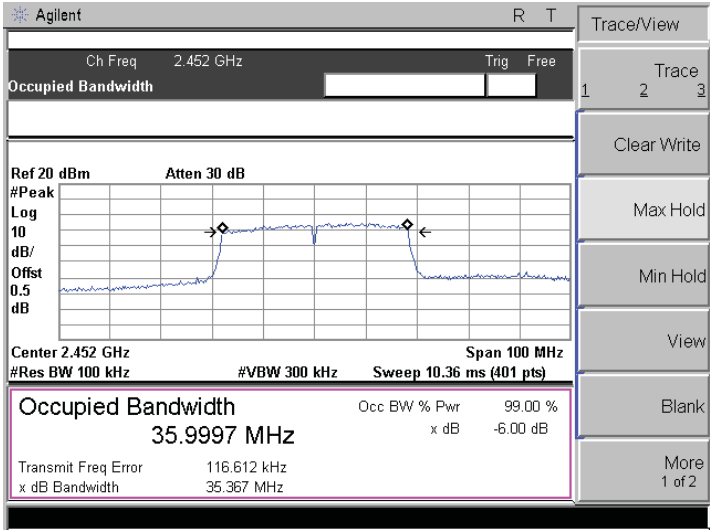 Agilent R T
Trace/View
Ch Freq 2.452 GHz Trig Free
Occupied Bandwidth
Trace
1 2 3
Clear Write
Ref 20 dBm Atten 30 dB
#Peak
Log
10
dB/
Offst
0.5
dB
Max Hold
Min Hold
Center 2.452 GHz Span 100 MHz
#Res BW 100 kHz #VBW 300 kHz Sweep 10.36 ms (401 pts)
View
Occupied Bandwidth Occ BW % Pwr 99.00 %
35.9997 MHz x dB -6.00 dB
Blank
Transmit Freq Error 116.612 kHz
x dB Bandwidth 35.367 MHz
More
1 of 2